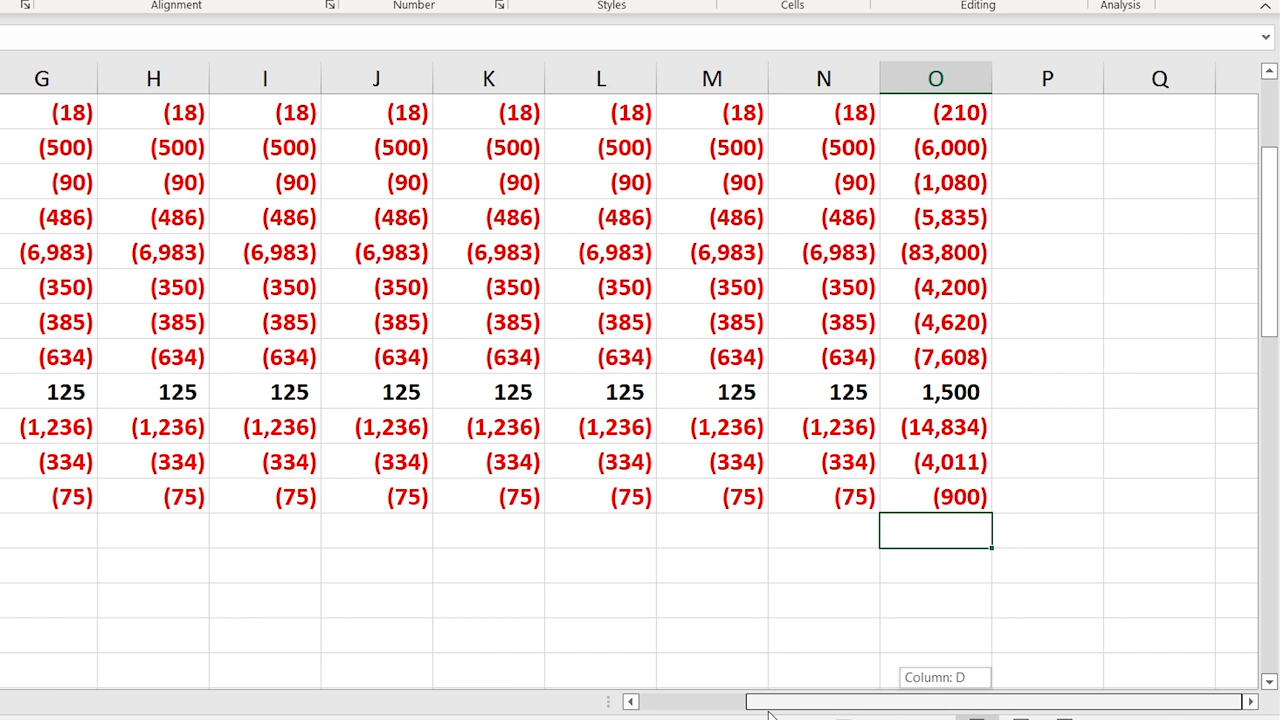 Alignment Number Styles Cells Editing Analysis
G H I J K L M N O P Q
(18) (18) (18) (18) (18) (18) (18) (18) (210)
(500) (500) (500) (500) (500) (500) (500) (500) (6,000)
(90) (90) (90) (90) (90) (90) (90) (90) (1,080)
(486) (486) (486) (486) (486) (486) (486) (486) (5,835)
(6,983) (6,983) (6,983) (6,983) (6,983) (6,983) (6,983) (6,983) (83,800)
(350) (350) (350) (350) (350) (350) (350) (350) (4,200)
(385) (385) (385) (385) (385) (385) (385) (385) (4,620)
(634) (634) (634) (634) (634) (634) (634) (634) (7,608)
125 125 125 125 125 125 125 125 1,500
(1,236) (1,236) (1,236) (1,236) (1,236) (1,236) (1,236) (1,236) (14,834)
(334) (334) (334) (334) (334) (334) (334) (334) (4,011)
(75) (75) (75) (75) (75) (75) (75) (75) (900)
Column: D